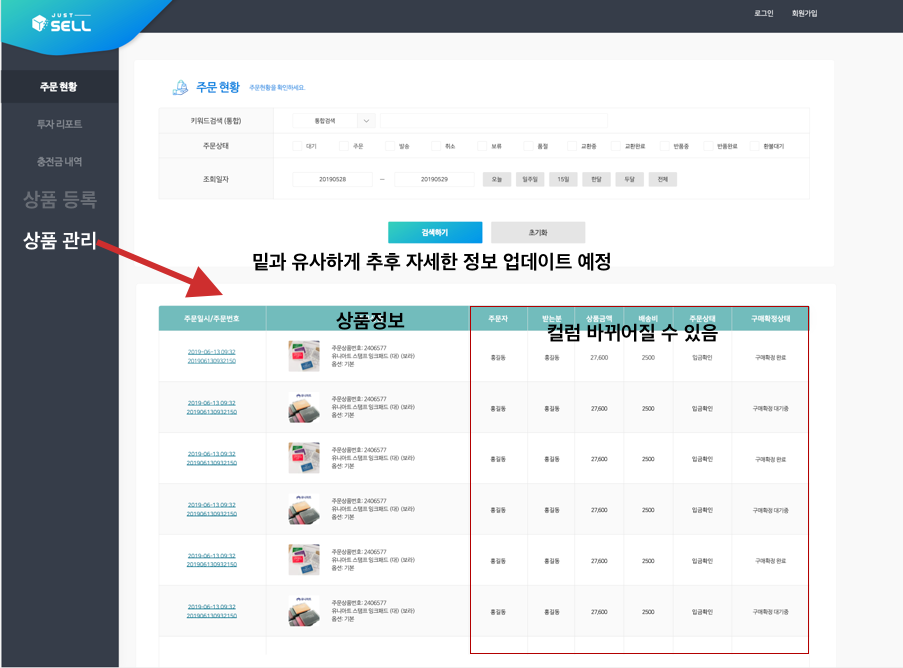 JUST
SELL
로그인 회원가입
주문 현황
투자 리포트
충전금 내역
상품 등록
상품 관리
주문 현황 주문현황을 확인하세요.
키워드검색 (통합) 통합검색
주문상태 대기 주문 발송 취소 보류 품절 교환중 교환완료 반품중 반품완료 환불대기
조회일자 20190528 – 20190529 오늘 일주일 15일 한달 두달 전체
검색하기 초기화
밑과 유사하게 추후 자세한 정보 업데이트 예정
주문일시/주문번호 상품정보 주문자 받는분 상품금액 배송비 주문상태 구매확정상태
컬럼 바뀌어질 수 있음
2019-06-13 09:32
201906130932150
주문상품번호: 2406577
유니아트 스탬프 잉크패드 (대) (보라)
옵션: 기본
홍길동 홍길동 27,600 2500 입금확인 구매확정 완료
2019-06-13 09:32
201906130932150
주문상품번호: 2406577
유니아트 스탬프 잉크패드 (대) (보라)
옵션: 기본
홍길동 홍길동 27,600 2500 입금확인 구매확정 대기중
2019-06-13 09:32
201906130932150
주문상품번호: 2406577
유니아트 스탬프 잉크패드 (대) (보라)
옵션: 기본
홍길동 홍길동 27,600 2500 입금확인 구매확정 완료
2019-06-13 09:32
201906130932150
주문상품번호: 2406577
유니아트 스탬프 잉크패드 (대) (보라)
옵션: 기본
홍길동 홍길동 27,600 2500 입금확인 구매확정 대기중
2019-06-13 09:32
201906130932150
주문상품번호: 2406577
유니아트 스탬프 잉크패드 (대) (보라)
옵션: 기본
홍길동 홍길동 27,600 2500 입금확인 구매확정 완료
2019-06-13 09:32
201906130932150
주문상품번호: 2406577
유니아트 스탬프 잉크패드 (대) (보라)
옵션: 기본
홍길동 홍길동 27,600 2500 입금확인 구매확정 대기중